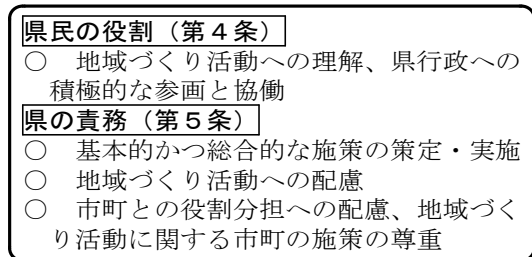 県民の役割（第４条）
○　地域づくり活動への理解、県行政への
積極的な参画と協働
県の責務（第５条）
○　基本的かつ総合的な施策の策定・実施
○　地域づくり活動への配慮
○　市町との役割分担への配慮、地域づく
り活動に関する市町の施策の尊重